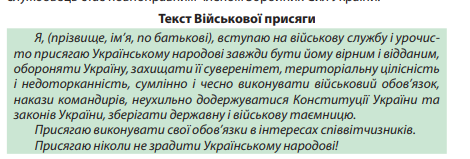 Текст Військової присяги
Я, (прізвище, ім’я, по батькові), вступаю на військову службу і урочис-
то присягаю Українському народові завжди бути йому вірним і відданим,
обороняти Україну, захищати її суверенітет, територіальну цілісність
і недоторканність, сумлінно і чесно виконувати військовий обов’язок,
накази командирів, неухильно додержуватися Конституції України та
законів України, зберігати державну і військову таємницю.
Присягаю виконувати свої обов’язки в інтересах співвітчизників.
Присягаю ніколи не зрадити Українському народові!